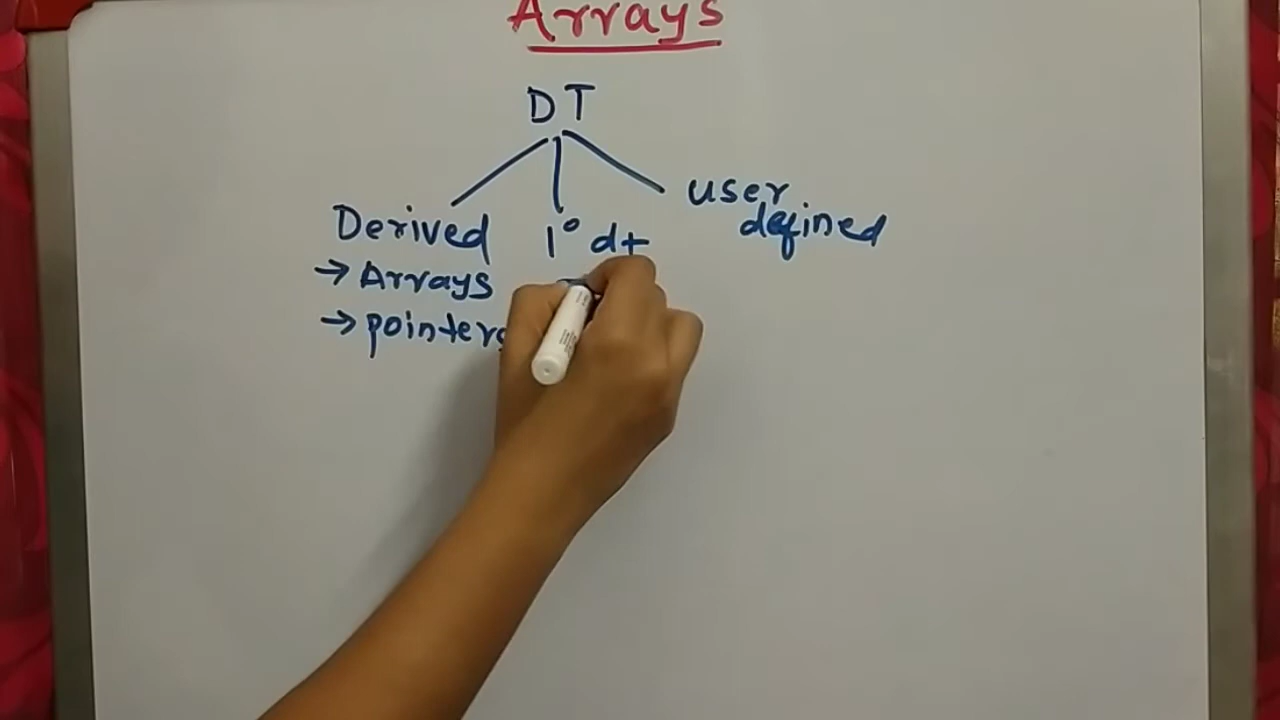 Arrays
DT
Derived 1° dt user defined
→ Arrays
→ pointers